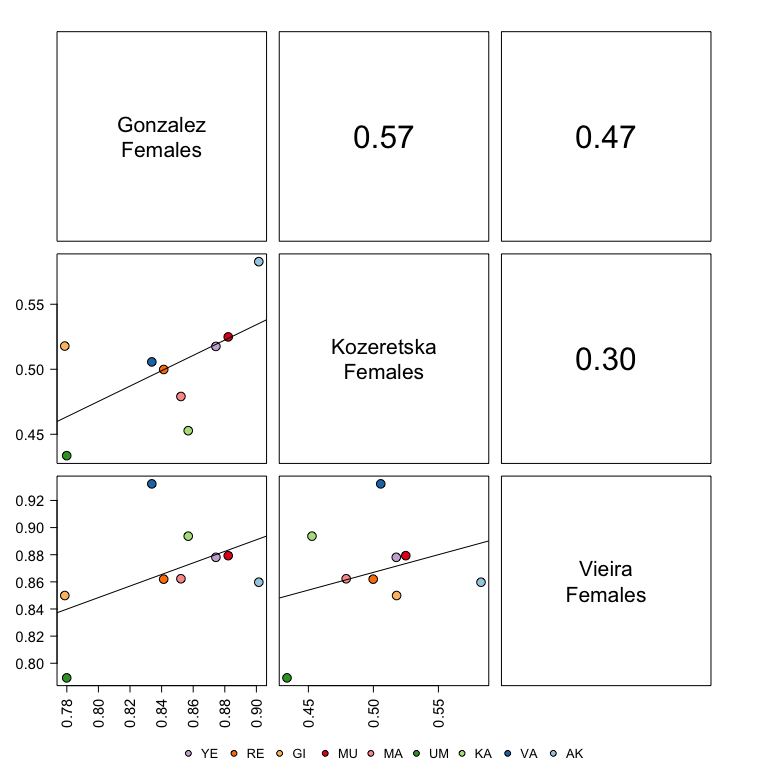 Gonzalez
Females
0.57
0.47
0.55
0.50
0.45
Kozeretska
Females
0.30
0.92
0.90
0.88
0.86
0.84
0.82
0.80
Vieira
Females
0.78 0.80 0.82 0.84 0.86 0.88 0.90
0.45 0.50 0.55
YE RE GI MU MA UM KA VA AK